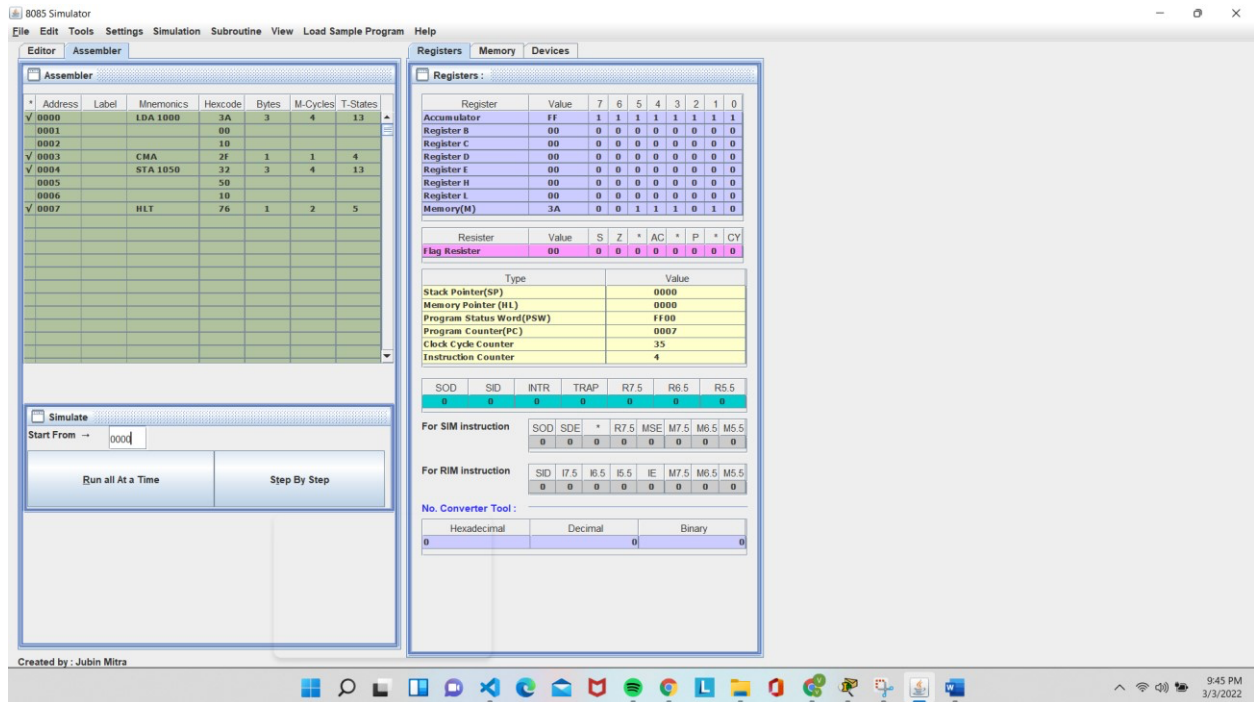 8085 Simulator
File Edit Tools Settings Simulation Subroutine View Load Sample Program Help
Editor Assembler
Assembler
* Address Label Mnemonics Hexcode Bytes M-Cycles T-States
√ 0000 LDA 1000 3A 3 4 13
0001 00
0002 10
√ 0003 CMA 2F 1 1 4
√ 0004 STA 1050 32 3 4 13
0005 50
0006 10
√ 0007 HLT 76 1 2 5
Simulate
Start From → 0000
Run all At a Time Step By Step
Created by : Jubin Mitra
Registers Memory Devices
Registers :
Register Value 7 6 5 4 3 2 1 0
Accumulator FF 1 1 1 1 1 1 1 1
Register B 00 0 0 0 0 0 0 0 0
Register C 00 0 0 0 0 0 0 0 0
Register D 00 0 0 0 0 0 0 0 0
Register E 00 0 0 0 0 0 0 0 0
Register H 00 0 0 0 0 0 0 0 0
Register L 00 0 0 0 0 0 0 0 0
Memory(M) 3A 0 0 1 1 1 0 1 0
Resister Value S Z * AC * P * CY
Flag Resister 00 0 0 0 0 0 0 0 0
Type Value
Stack Pointer(SP) 0000
Memory Pointer (HL) 0000
Program Status Word(PSW) FF00
Program Counter(PC) 0007
Clock Cycle Counter 35
Instruction Counter 4
SOD SID INTR TRAP R7.5 R6.5 R5.5
0 0 0 0 0 0 0
For SIM instruction SOD SDE * R7.5 MSE M7.5 M6.5 M5.5
0 0 0 0 0 0 0 0
For RIM instruction SID I7.5 I6.5 I5.5 IE M7.5 M6.5 M5.5
0 0 0 0 0 0 0 0
No. Converter Tool :
Hexadecimal Decimal Binary
0 0 0
9:45 PM
3/3/2022